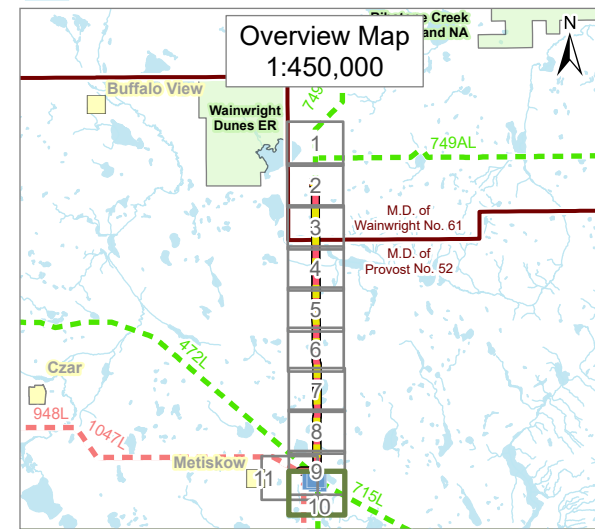 Overview Map
1:450,000
Creek
and NA
N
Buffalo View
Wainwright
Dunes ER
749
749AL
1
2
3
4
5
6
7
8
9
10
11
M.D. of
Wainwright No. 61
M.D. of
Provost No. 52
472L
Czar
948L
1047L
Metiskow
715L